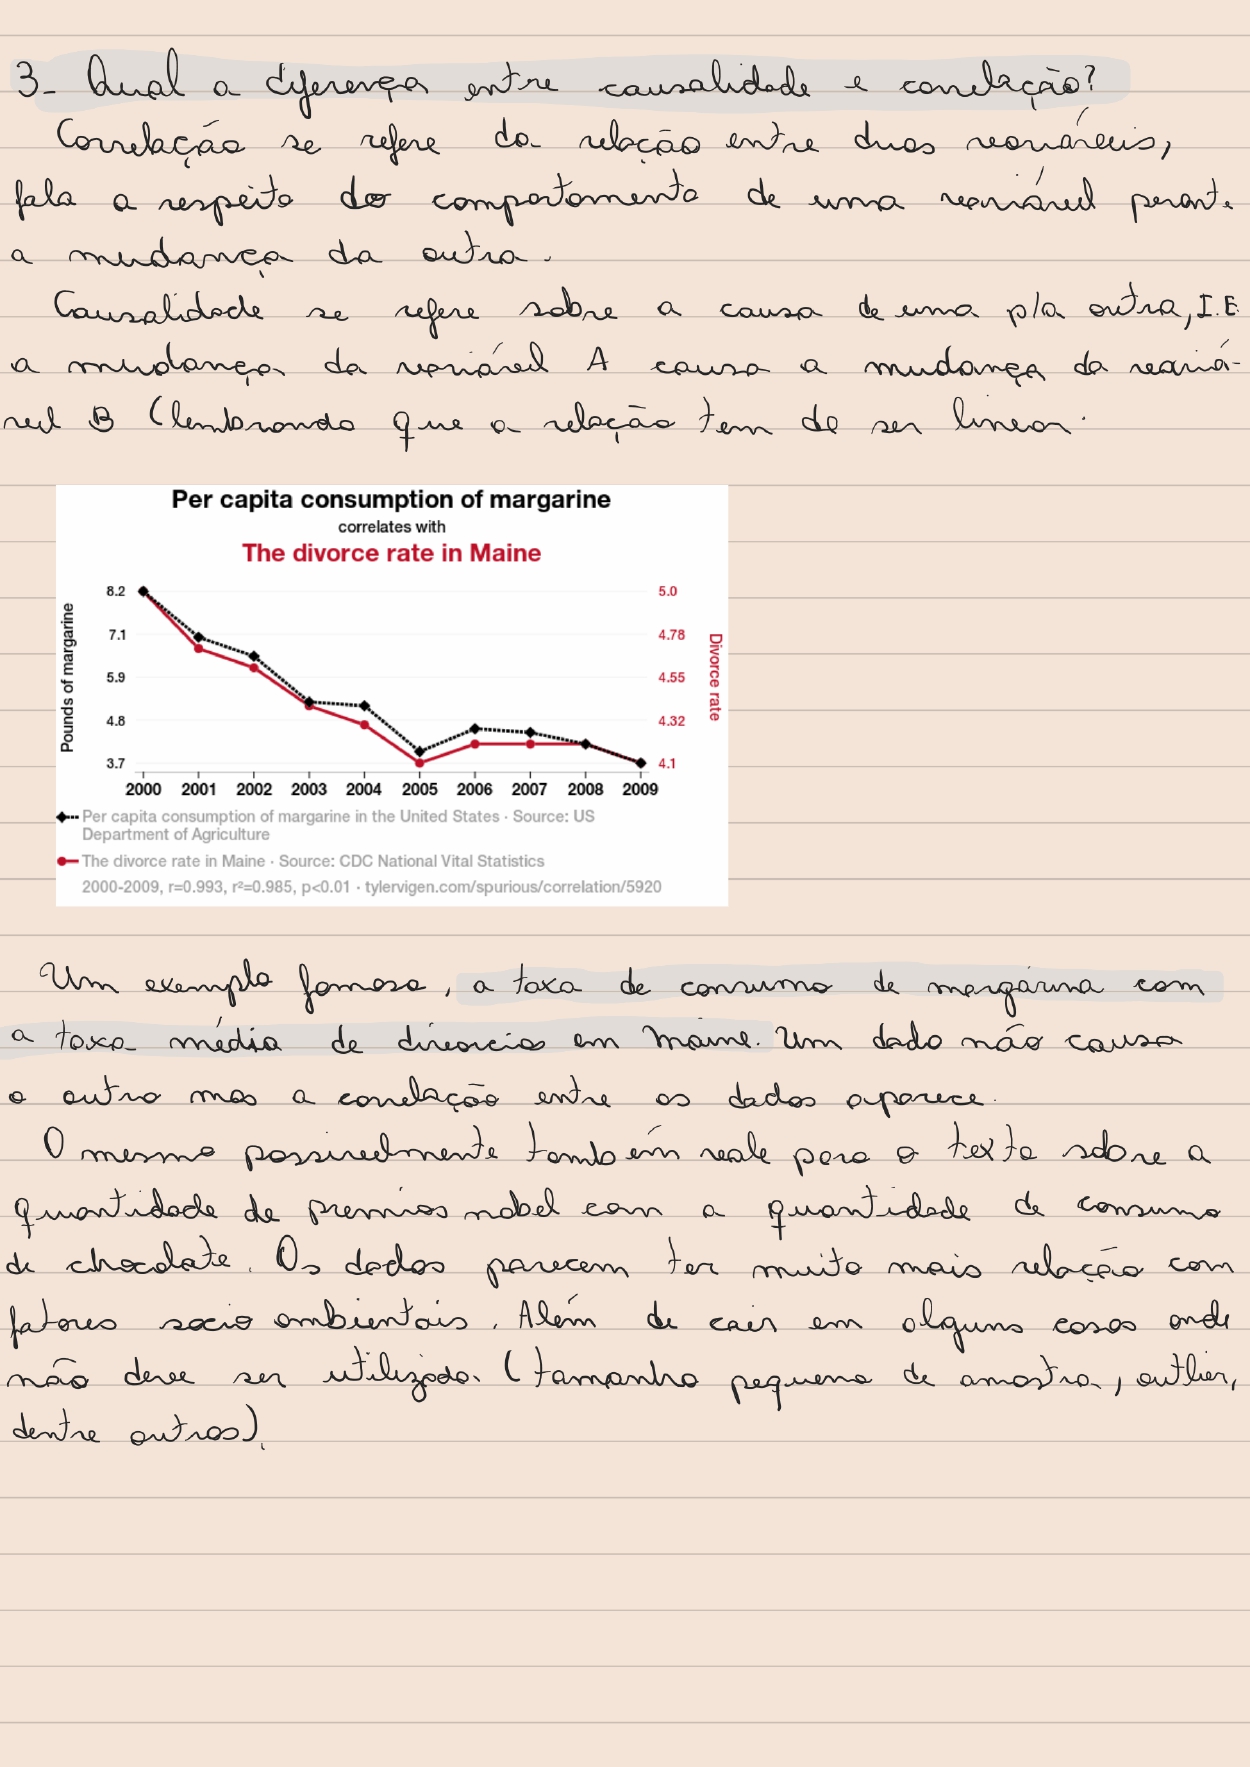 3- Qual a diferença entre causalidade e correlação?
Correlação se refere da relação entre duas variáveis,
fala a respeito do comportamento de uma variável perante
a mudança da outra.
Causalidade se refere sobre a causa de uma p/a outra, I.E.
a mudança da variável A causa a mudança da variá-
vel B (lembrando que a relação tem de ser linear.
Per capita consumption of margarine
correlates with
The divorce rate in Maine
8.2 5.0
7.1 4.78
5.9 4.55
4.8 4.32
3.7 4.1
Pounds of margarine
Divorce rate
2000 2001 2002 2003 2004 2005 2006 2007 2008 2009
Per capita consumption of margarine in the United States · Source: US
Department of Agriculture
The divorce rate in Maine · Source: CDC National Vital Statistics
2000-2009, r=0.993, r²=0.985, p<0.01 · tylervigen.com/spurious/correlation/5920
Um exemplo famoso, a taxa de consumo de margárina com
a taxa média de divorcio em Maine. Um dado não causa
o outro mas a correlação entre os dados aparece.
O mesmo possivelmente também vale para o texto sobre a
quantidade de premios nobel com a quantidade de consumo
de chocolate. Os dados parecem ter muito mais relação com
fatores socio ambientais. Além de cair em alguns casos onde
não deve ser utilizado. (tamanho pequeno de amostra, outlier,
dentre outros).